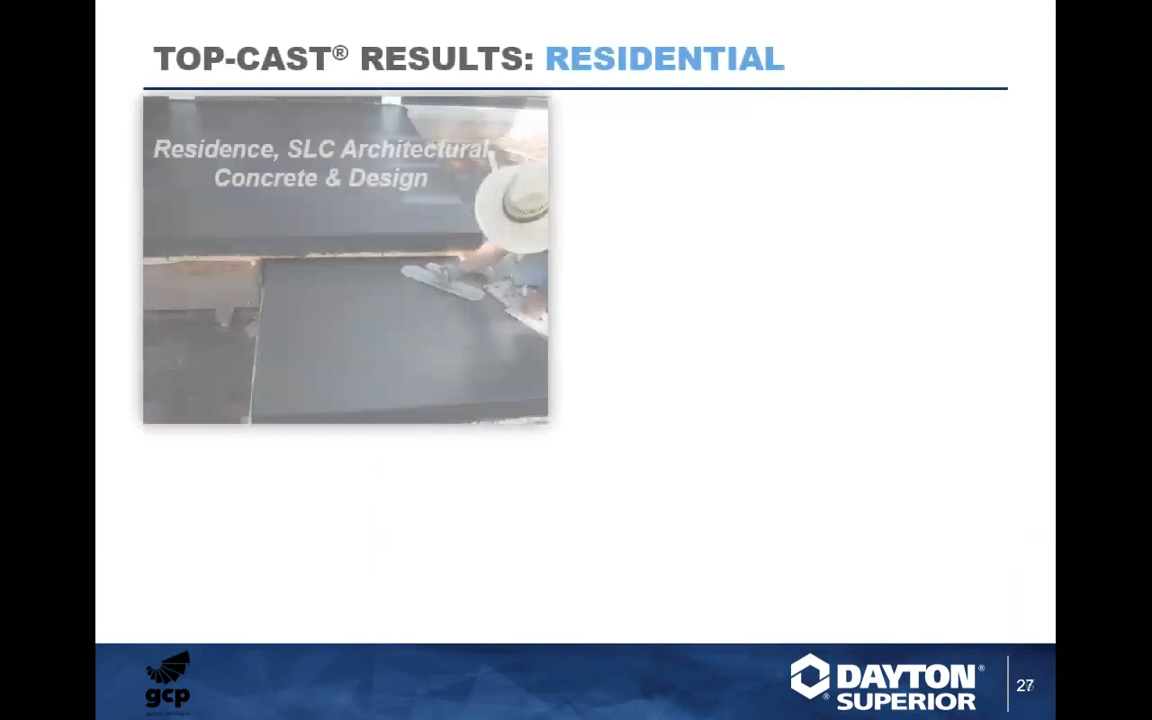 TOP-CAST® RESULTS: RESIDENTIAL
Residence, SLC Architectural
Concrete & Design
gcp
DAYTON®
SUPERIOR
27